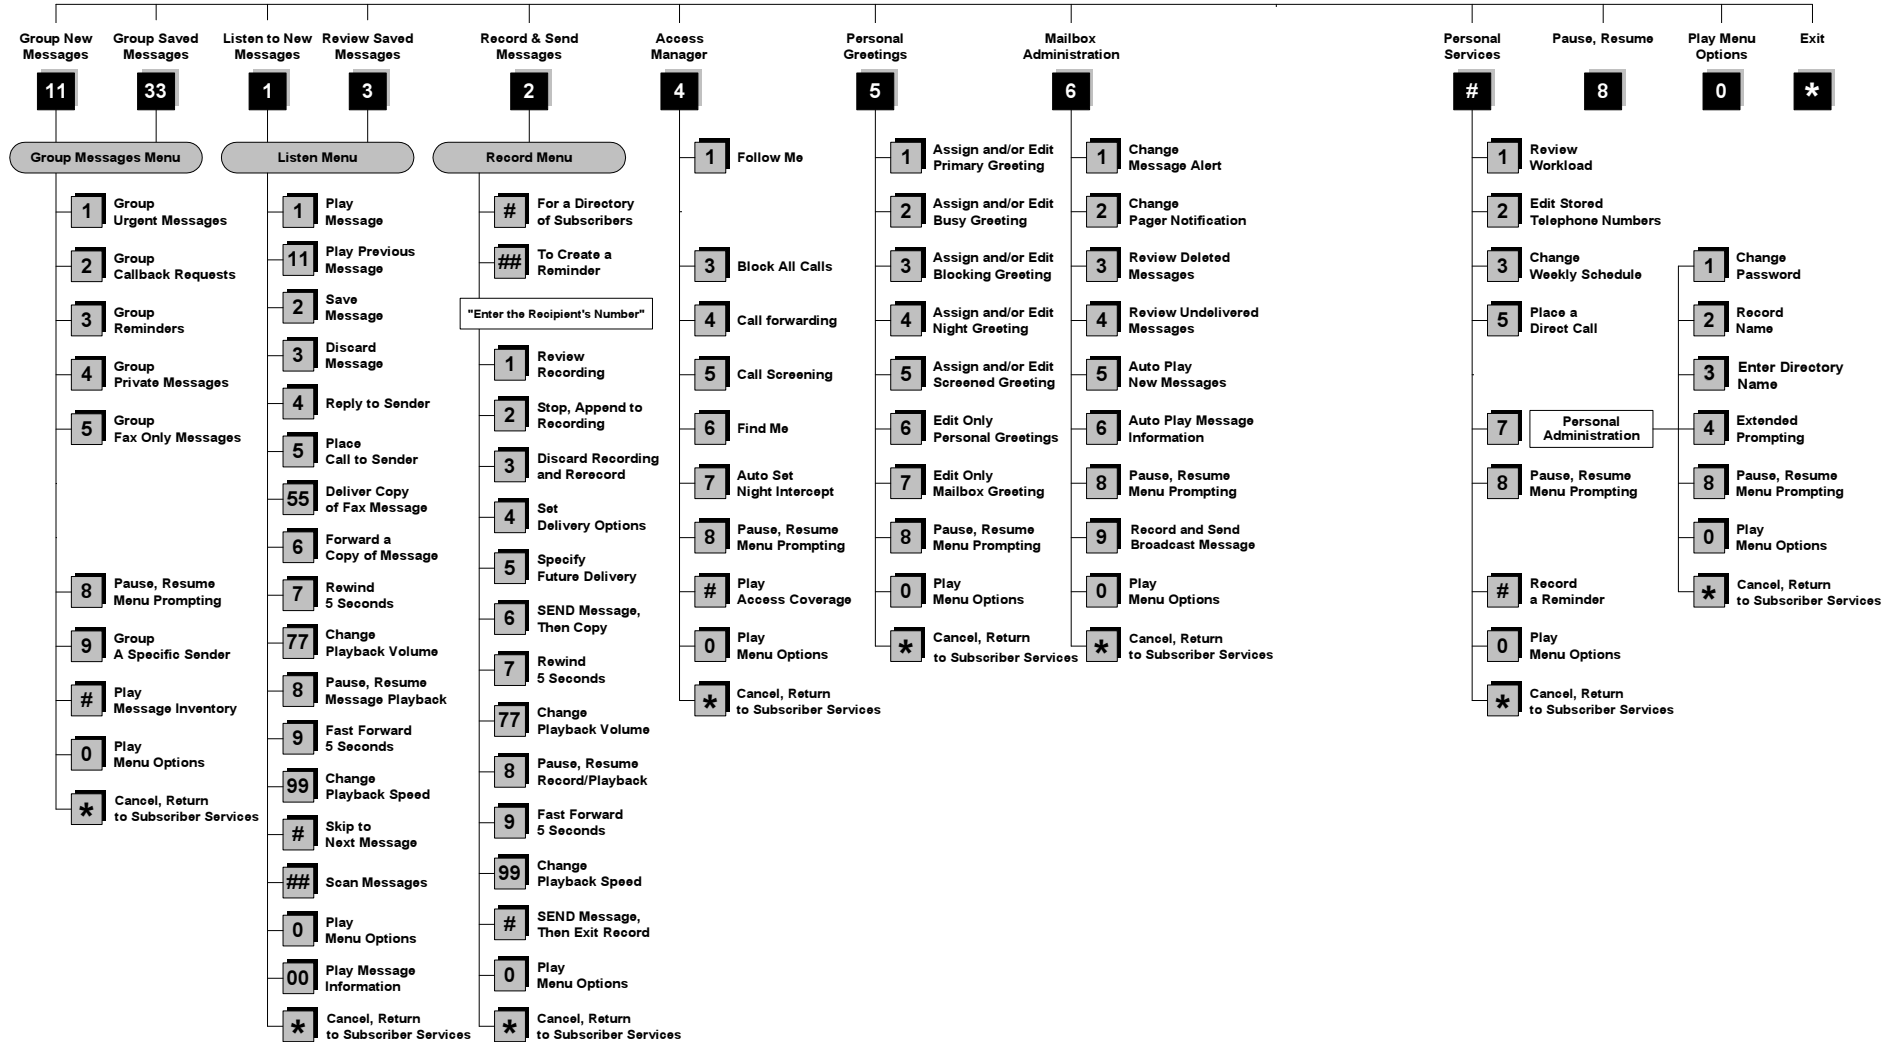 Group New
Messages
11
Group Saved
Messages
33
Listen to New
Messages
1
Review Saved
Messages
3
Record & Send
Messages
2
Access
Manager
4
Personal
Greetings
5
Mailbox
Administration
6
Personal
Services
#
Pause, Resume
8
Play Menu
Options
0
Exit
*
Group Messages Menu
1
Group
Urgent Messages
2
Group
Callback Requests
3
Group
Reminders
4
Group
Private Messages
5
Group
Fax Only Messages
8
Pause, Resume
Menu Prompting
9
Group
A Specific Sender
#
Play
Message Inventory
0
Play
Menu Options
*
Cancel, Return
to Subscriber Services
Listen Menu
1
Play
Message
11
Play Previous
Message
2
Save
Message
3
Discard
Message
4
Reply to Sender
5
Place
Call to Sender
55
Deliver Copy
of Fax Message
6
Forward a
Copy of Message
7
Rewind
5 Seconds
77
Change
Playback Volume
8
Pause, Resume
Message Playback
9
Fast Forward
5 Seconds
99
Change
Playback Speed
#
Skip to
Next Message
##
Scan Messages
0
Play
Menu Options
00
Play Message
Information
*
Cancel, Return
to Subscriber Services
Record Menu
#
For a Directory
of Subscribers
##
To Create a
Reminder
"Enter the Recipient's Number"
1
Review
Recording
2
Stop, Append to
Recording
3
Discard Recording
and Rerecord
4
Set
Delivery Options
5
Specify
Future Delivery
6
SEND Message,
Then Copy
7
Rewind
5 Seconds
77
Change
Playback Volume
8
Pause, Resume
Record/Playback
9
Fast Forward
5 Seconds
99
Change
Playback Speed
#
SEND Message,
Then Exit Record
0
Play
Menu Options
*
Cancel, Return
to Subscriber Services
1
Follow Me
3
Block All Calls
4
Call forwarding
5
Call Screening
6
Find Me
7
Auto Set
Night Intercept
8
Pause, Resume
Menu Prompting
#
Play
Access Coverage
0
Play
Menu Options
*
Cancel, Return
to Subscriber Services
1
Assign and/or Edit
Primary Greeting
2
Assign and/or Edit
Busy Greeting
3
Assign and/or Edit
Blocking Greeting
4
Assign and/or Edit
Night Greeting
5
Assign and/or Edit
Screened Greeting
6
Edit Only
Personal Greetings
7
Edit Only
Mailbox Greeting
8
Pause, Resume
Menu Prompting
0
Play
Menu Options
*
Cancel, Return
to Subscriber Services
1
Change
Message Alert
2
Change
Pager Notification
3
Review Deleted
Messages
4
Review Undelivered
Messages
5
Auto Play
New Messages
6
Auto Play Message
Information
8
Pause, Resume
Menu Prompting
9
Record and Send
Broadcast Message
0
Play
Menu Options
*
Cancel, Return
to Subscriber Services
1
Review
Workload
2
Edit Stored
Telephone Numbers
3
Change
Weekly Schedule
5
Place a
Direct Call
7
Personal
Administration
8
Pause, Resume
Menu Prompting
#
Record
a Reminder
0
Play
Menu Options
*
Cancel, Return
to Subscriber Services
1
Change
Password
2
Record
Name
3
Enter Directory
Name
4
Extended
Prompting
8
Pause, Resume
Menu Prompting
0
Play
Menu Options
*
Cancel, Return
to Subscriber Services